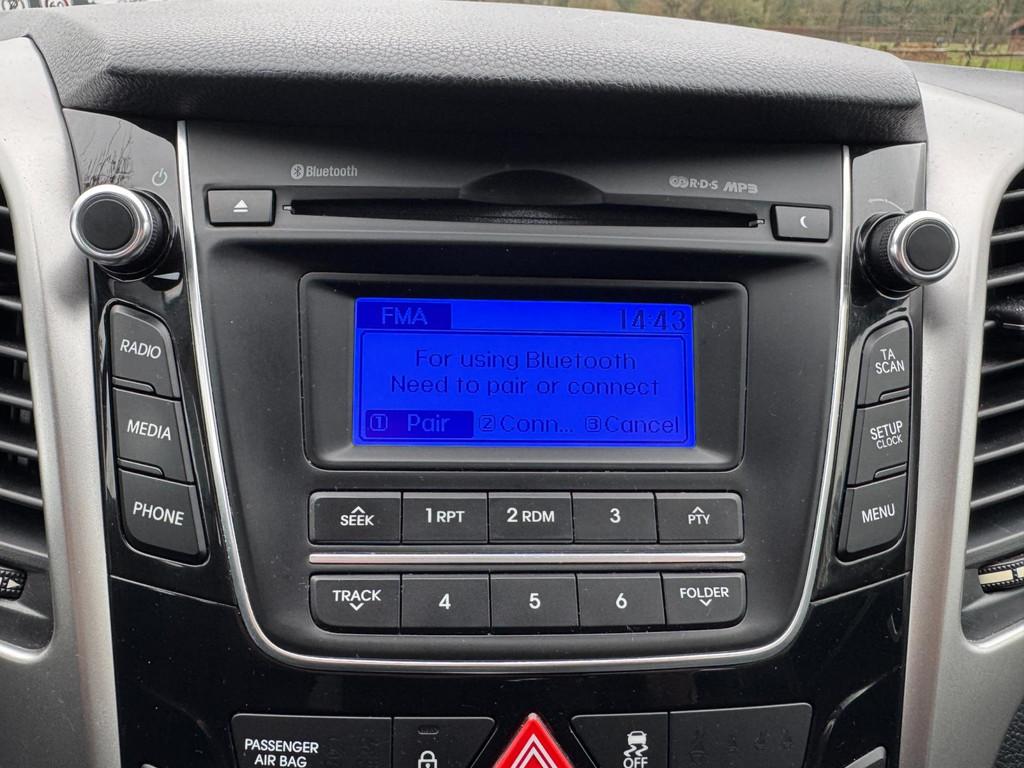 60
Bluetooth
R·D·S MP3
RADIO
MEDIA
PHONE
FMA 14:43
For using Bluetooth
Need to pair or connect
1 Pair 2 Conn... 3 Cancel
TA
SCAN
SETUP
CLOCK
MENU
SEEK 1 RPT 2 RDM 3 PTY
TRACK 4 5 6 FOLDER
PASSENGER
AIR BAG
OFF